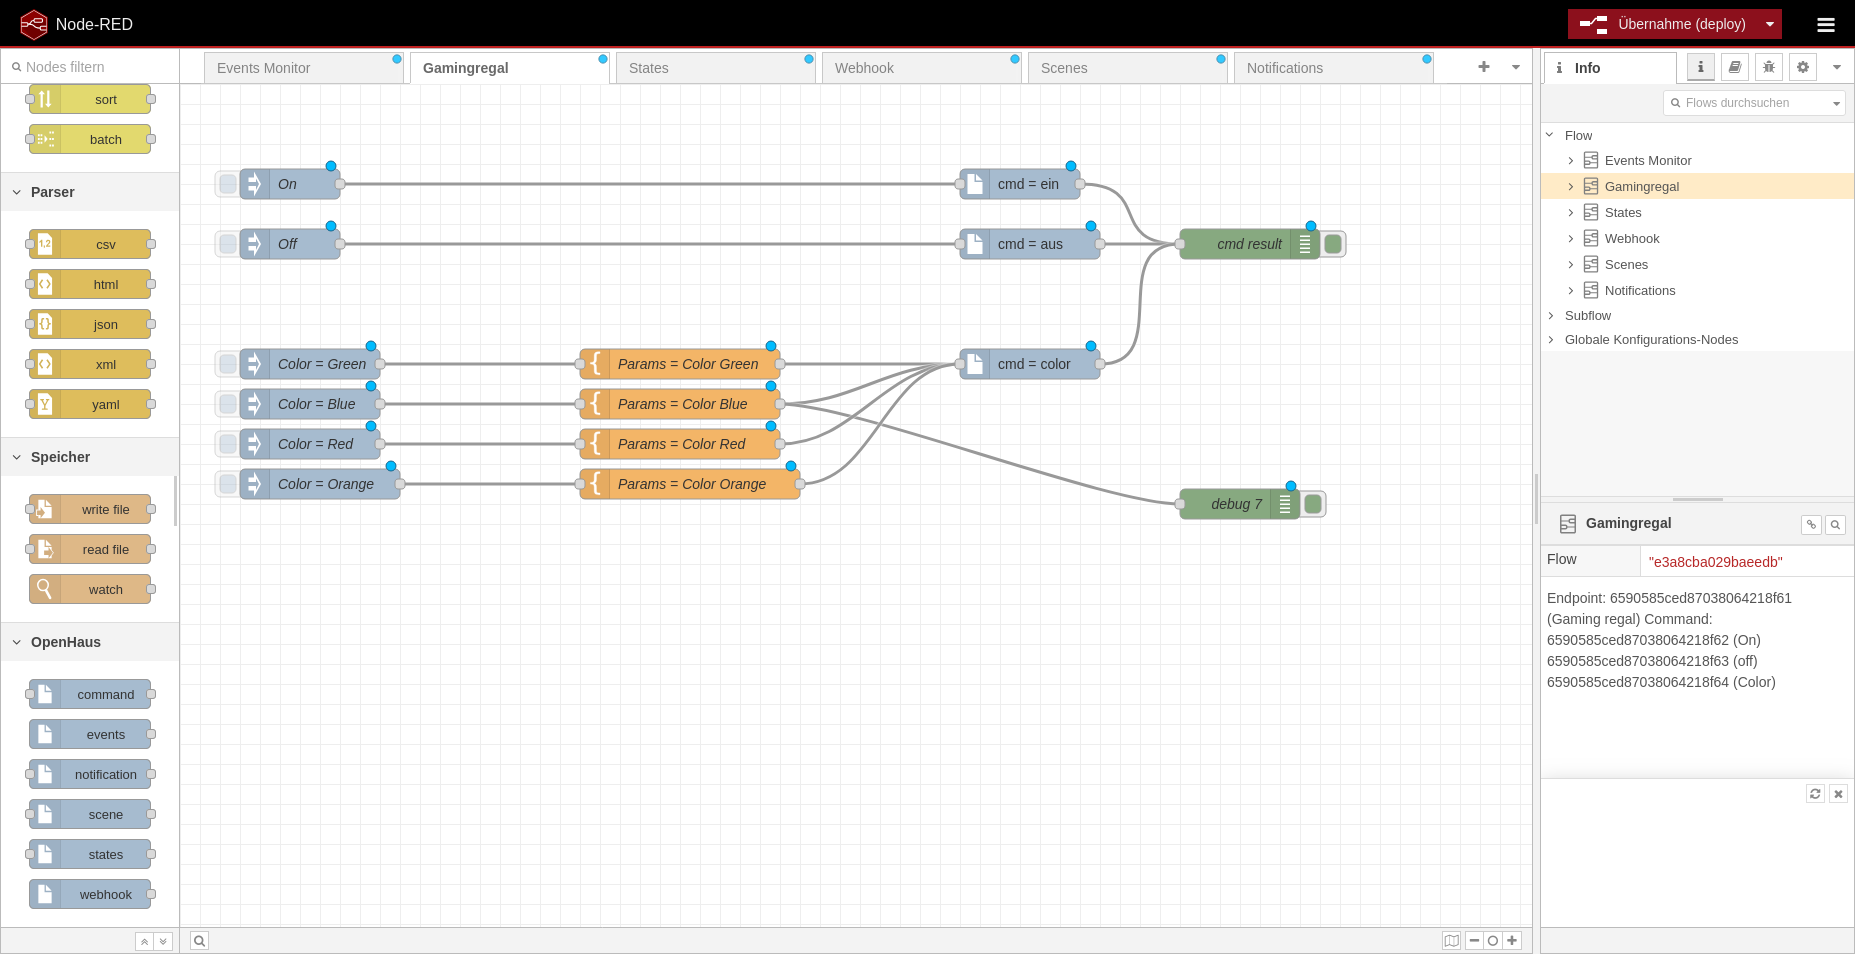 Node-RED
Übernahme (deploy)
Nodes filtern
Events Monitor
Gamingregal
States
Webhook
Scenes
Notifications
i Info
i
sort
batch
Parser
1,2 csv
html
json
xml
yaml
Speicher
write file
read file
watch
OpenHaus
command
events
notification
scene
states
webhook
On
Off
cmd = ein
cmd = aus
cmd result
Color = Green
Color = Blue
Color = Red
Color = Orange
Params = Color Green
Params = Color Blue
Params = Color Red
Params = Color Orange
cmd = color
debug 7
Flows durchsuchen
Flow
Events Monitor
Gamingregal
States
Webhook
Scenes
Notifications
Subflow
Globale Konfigurations-Nodes
Gamingregal
Flow "e3a8cba029baeedb"
Endpoint: 6590585ced87038064218f61
(Gaming regal) Command:
6590585ced87038064218f62 (On)
6590585ced87038064218f63 (off)
6590585ced87038064218f64 (Color)